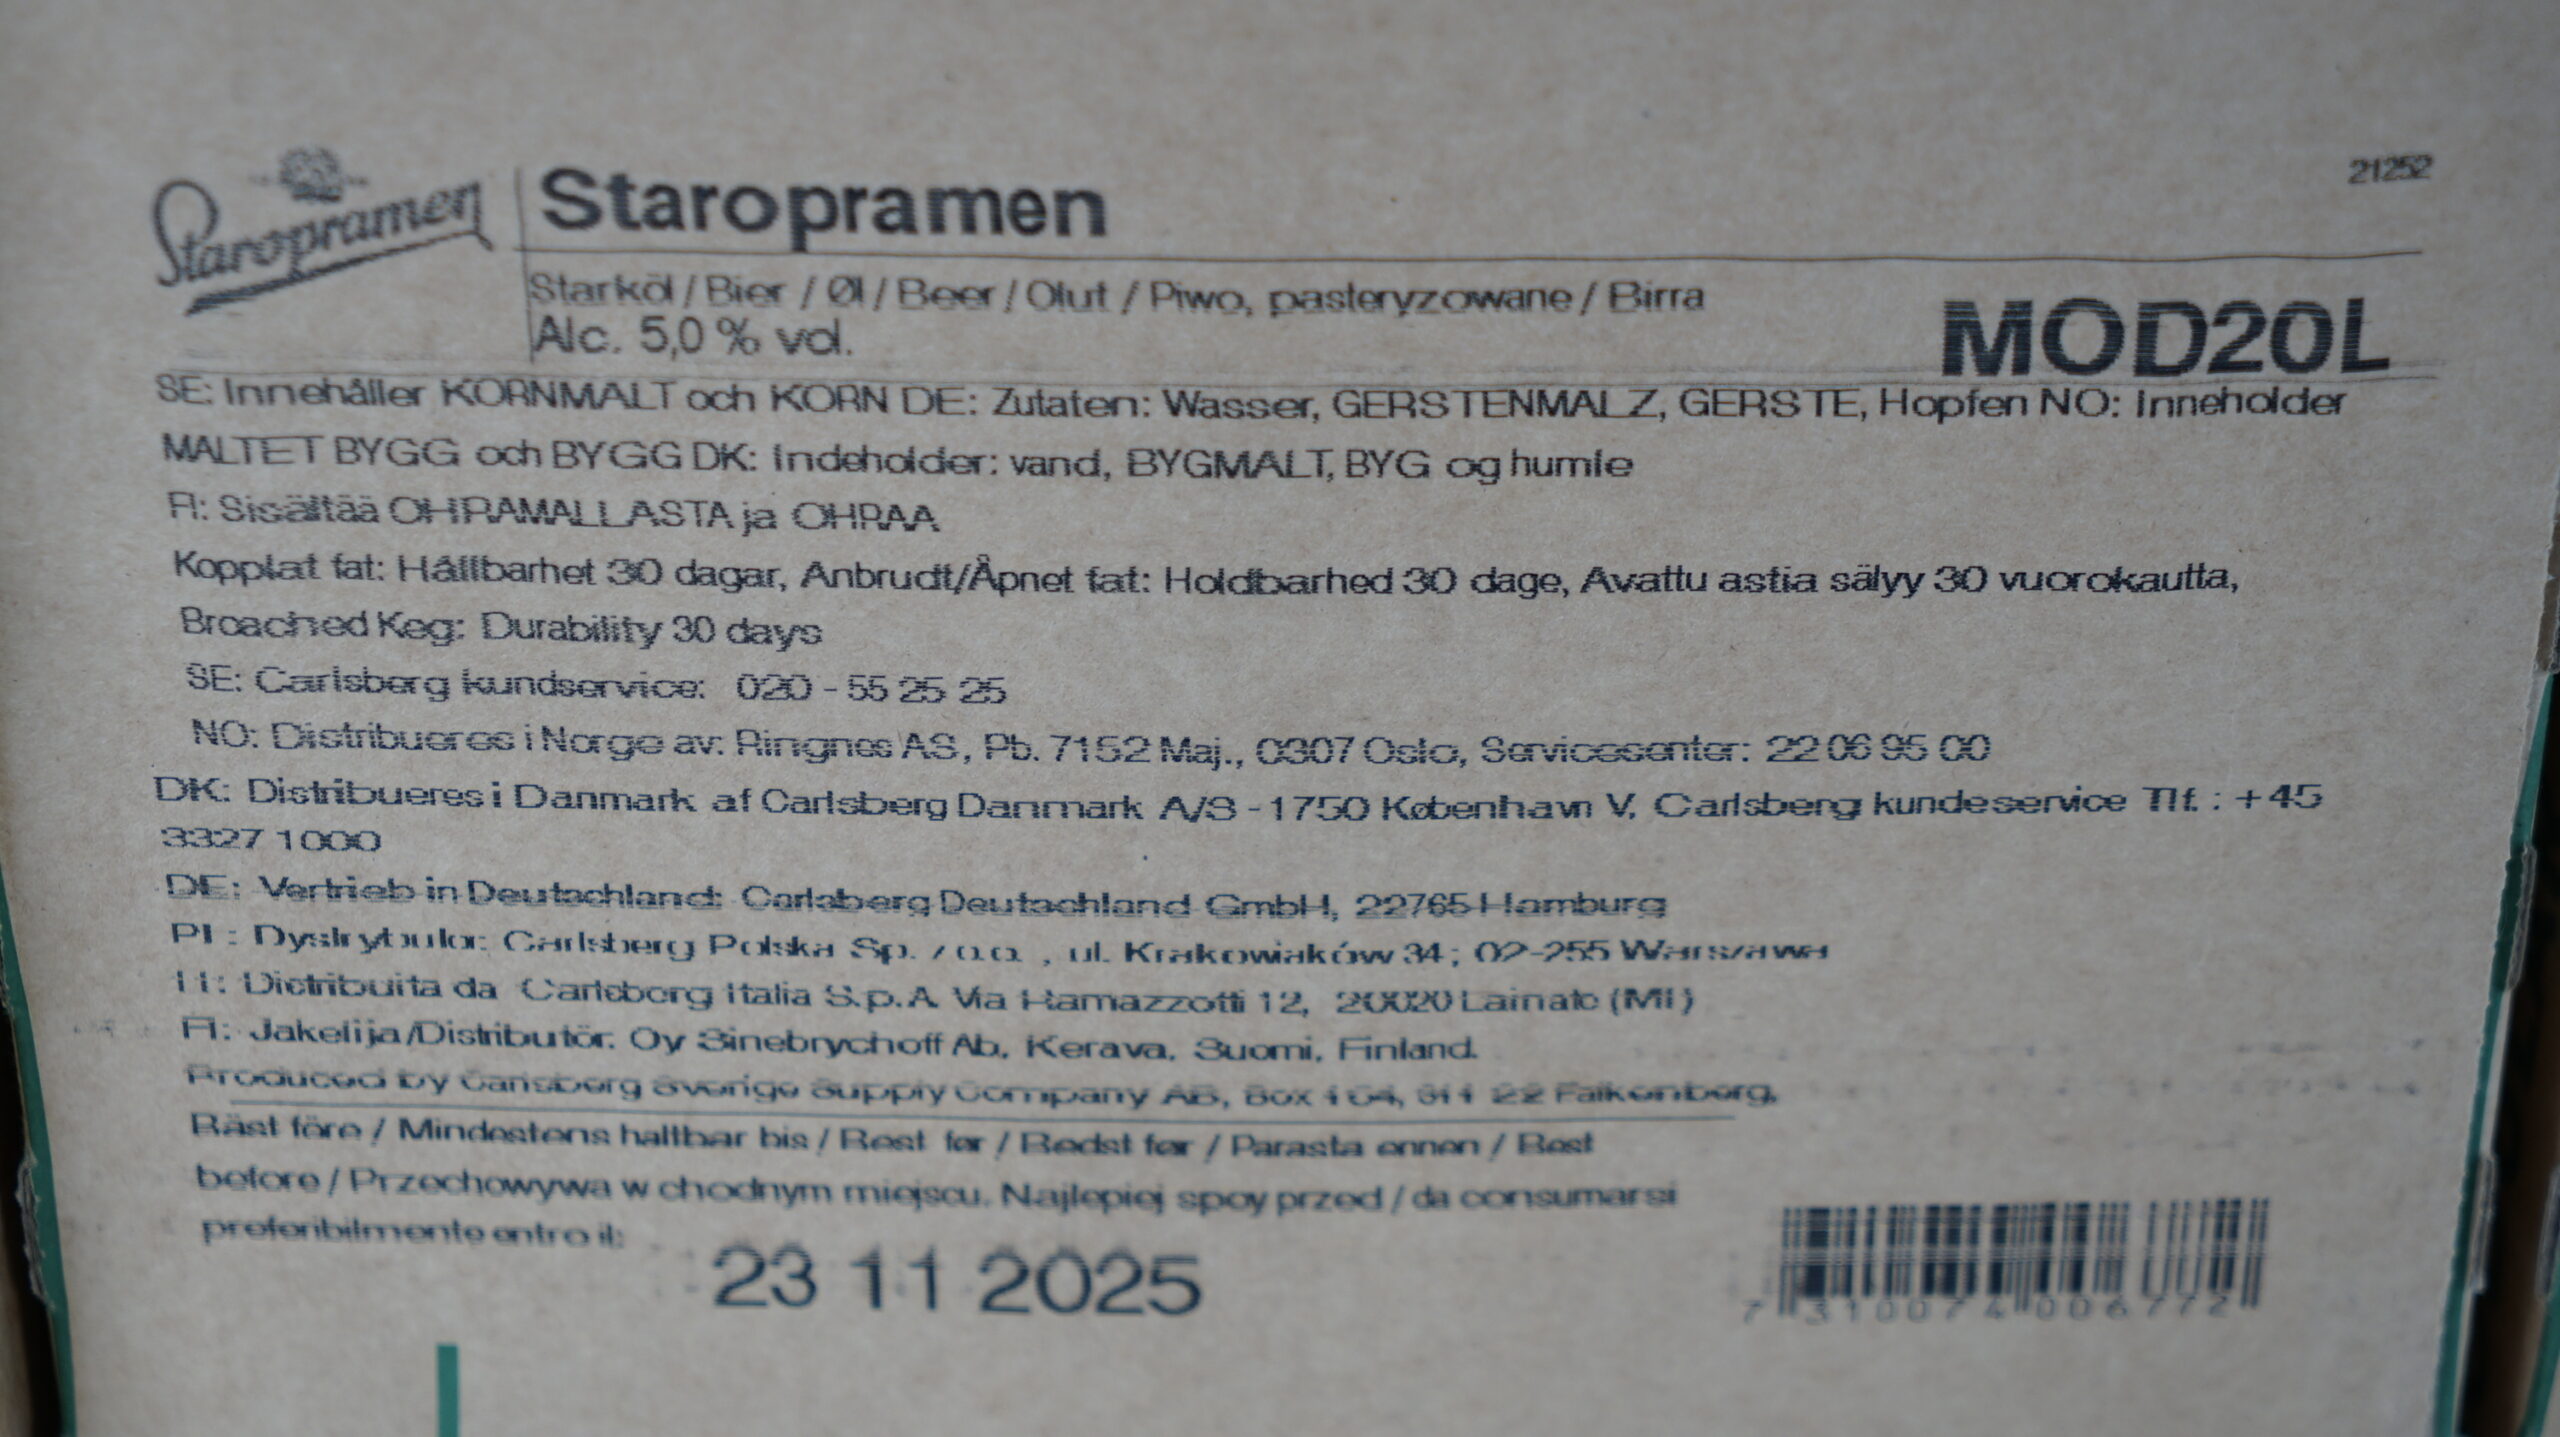 Staropramen
Staropramen
21252
Starköl / Bier / Øl / Beer / Olut / Piwo, pasteryzowane / Birra
Alc. 5,0 % vol.
MOD20L
SE: Innehåller KORNMALT och KORN DE: Zutaten: Wasser, GERSTENMALZ, GERSTE, Hopfen NO: Inneholder
MALTET BYGG och BYGG DK: Indeholder: vand, BYGMALT, BYG og humle
FI: Sisältää OHRAMALLASTA ja OHRAA
Kopplat fat: Hållbarhet 30 dagar, Anbrudt/Åpnet fat: Holdbarhed 30 dage, Avattu astia sälyy 30 vuorokautta,
Broached Keg: Durability 30 days
SE: Carlsberg kundservice: 020 - 55 25 25
NO: Distribueres i Norge av: Ringnes AS, Pb. 7152 Maj., 0307 Oslo, Servicesenter: 22 06 95 00
DK: Distribueres i Danmark af Carlsberg Danmark A/S - 1750 København V, Carlsberg kundeservice Tlf. : +45
3327 1000
DE: Vertrieb in Deutschland: Carlsberg Deutschland GmbH, 22765 Hamburg
PL: Dystrybutor: Carlsberg Polska Sp. z o.o. , ul. Krakowiaków 34; 02-255 Warszawa
IT: Distribuita da Carlsberg Italia S.p.A. Via Ramazzotti 12, 20020 Lainate (MI)
FI: Jakelija/Distributör: Oy Sinebrychoff Ab, Kerava, Suomi, Finland.
Produced by Carlsberg Sverige Supply Company AB, Box 164, 311 22 Falkenberg,
Bäst före / Mindestens haltbar bis / Best før / Bedst før / Parasta ennen / Best
before / Przechowywa w chodnym miejscu. Najlepiej spoy przed / da consumarsi
preferibilmente entro il:
23 11 2025
7 310074 006772